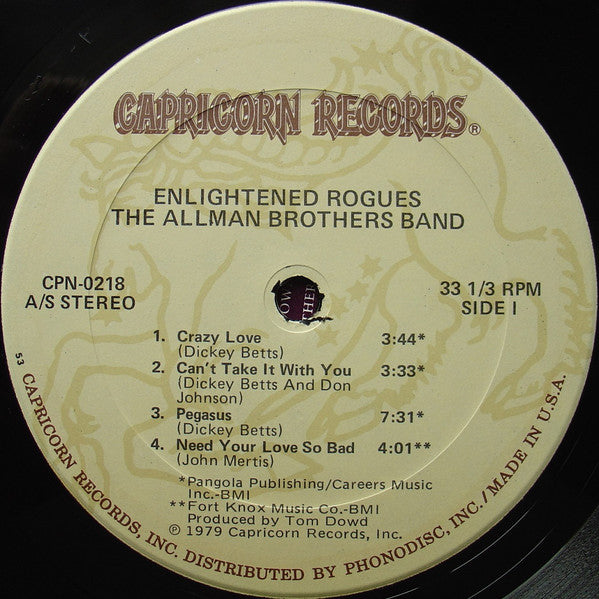 CAPRICORN RECORDS®
ENLIGHTENED ROGUES
THE ALLMAN BROTHERS BAND
CPN-0218
A/S STEREO
33 1/3 RPM
SIDE I
OW
THER
1. Crazy Love 3:44*
(Dickey Betts)
2. Can't Take It With You 3:33*
(Dickey Betts And Don
Johnson)
3. Pegasus 7:31*
(Dickey Betts)
4. Need Your Love So Bad 4:01**
(John Mertis)
*Pangola Publishing/Careers Music
Inc.-BMI
**Fort Knox Music Co.-BMI
Produced by Tom Dowd
℗ 1979 Capricorn Records, Inc.
53
CAPRICORN RECORDS, INC. DISTRIBUTED BY PHONODISC, INC./MADE IN U.S.A.